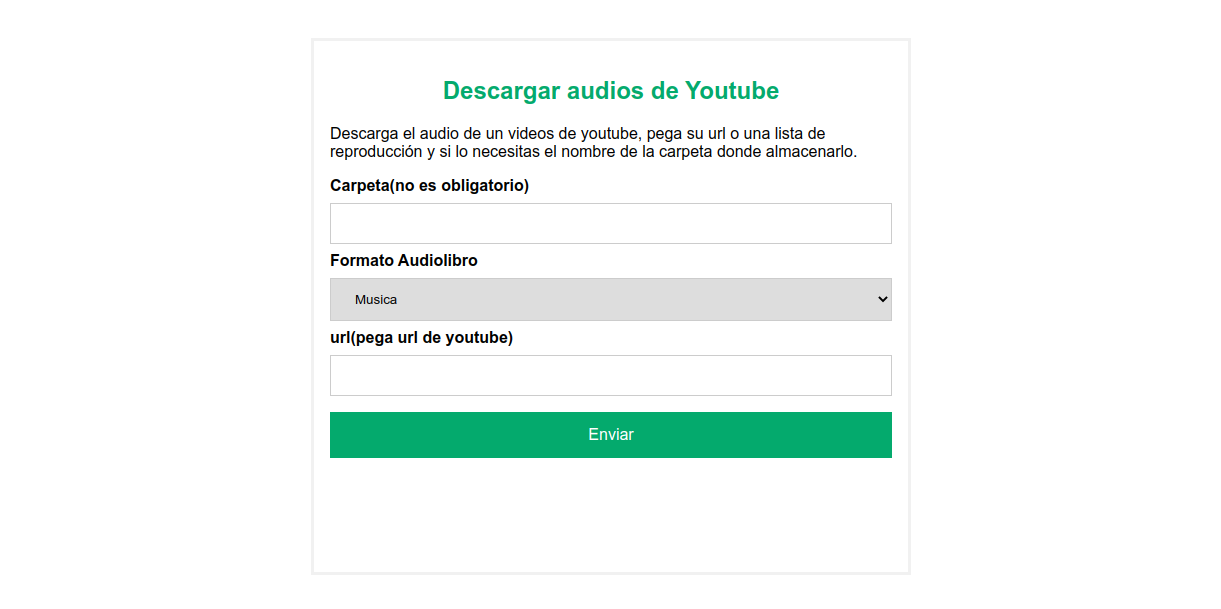 Descargar audios de Youtube
Descarga el audio de un videos de youtube, pega su url o una lista de
reproducción y si lo necesitas el nombre de la carpeta donde almacenarlo.
Carpeta(no es obligatorio)
Formato Audiolibro
Musica
url(pega url de youtube)
Enviar